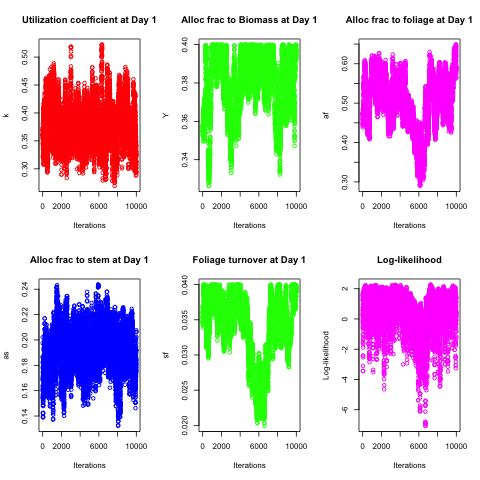 Utilization coefficient at Day 1
k
0.30 0.35 0.40 0.45 0.50
0 2000 6000 10000
Iterations
Alloc frac to Biomass at Day 1
Y
0.34 0.36 0.38 0.40
0 2000 6000 10000
Iterations
Alloc frac to foliage at Day 1
af
0.30 0.40 0.50 0.60
0 2000 6000 10000
Iterations
Alloc frac to stem at Day 1
as
0.14 0.16 0.18 0.20 0.22 0.24
0 2000 6000 10000
Iterations
Foliage turnover at Day 1
sf
0.020 0.025 0.030 0.035 0.040
0 2000 6000 10000
Iterations
Log-likelihood
Log-likelihood
-6 -4 -2 0 2
0 2000 6000 10000
Iterations